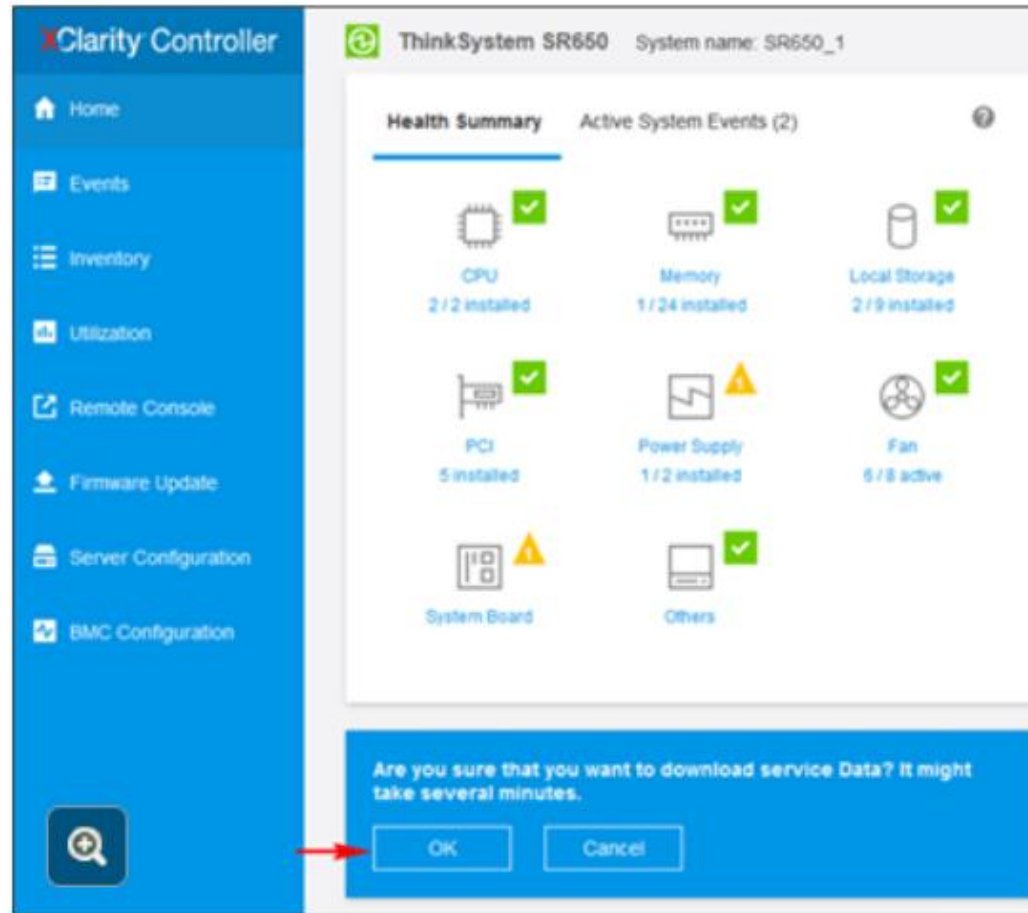 XClarity Controller
ThinkSystem SR650 System name: SR650_1
Home
Events
Inventory
Utilization
Remote Console
Firmware Update
Server Configuration
BMC Configuration
Health Summary Active System Events (2)
CPU
2 / 2 installed
Memory
1 / 24 installed
Local Storage
2 / 9 installed
PCI
5 installed
1
Power Supply
1 / 2 installed
Fan
6 / 8 active
1
System Board
Others
Are you sure that you want to download service Data? It might
take several minutes.
OK Cancel